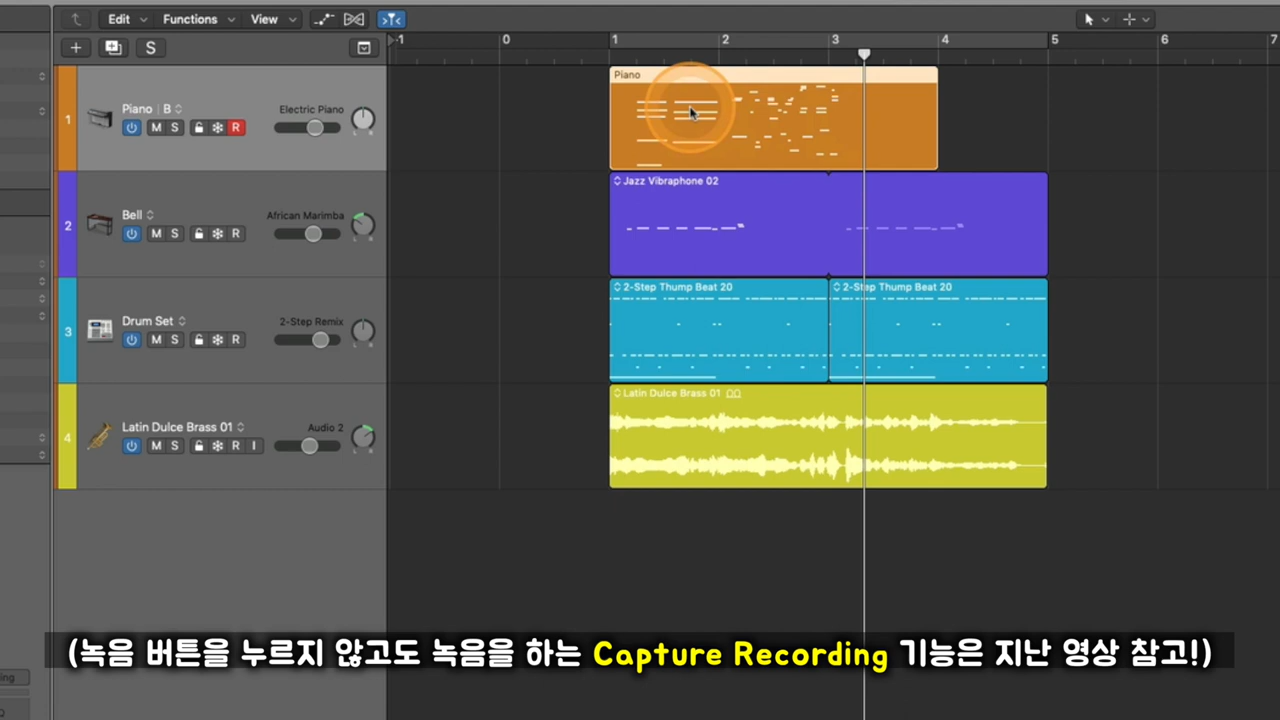 Edit Functions View
S
-1 0 1 2 3 4 5 6 7
Piano
1 Piano | B Electric Piano
M S R
Jazz Vibraphone 02
2 Bell African Marimba
M S R
2-Step Thump Beat 20 2-Step Thump Beat 20
3 Drum Set 2-Step Remix
M S R
Latin Dulce Brass 01
4 Latin Dulce Brass 01 Audio 2
M S R I
(녹음 버튼을 누르지 않고도 녹음을 하는 Capture Recording 기능은 지난 영상 참고!)
ing